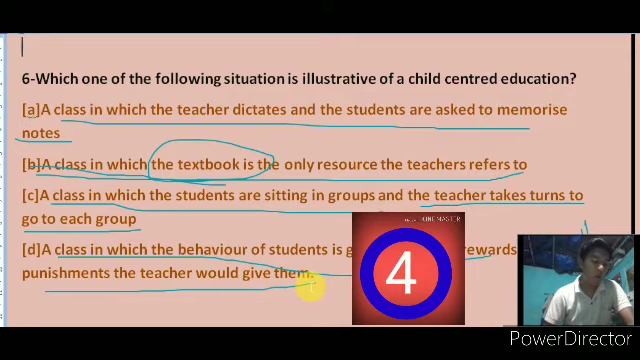 6-Which one of the following situation is illustrative of a child centred education?
[a]A class in which the teacher dictates and the students are asked to memorise
notes
[b]A class in which the textbook is the only resource the teachers refers to
[c]A class in which the students are sitting in groups and the teacher takes turns to
go to each group
[d]A class in which the behaviour of students is rewards
punishments the teacher would give them.
KINEMASTER
4
PowerDirector